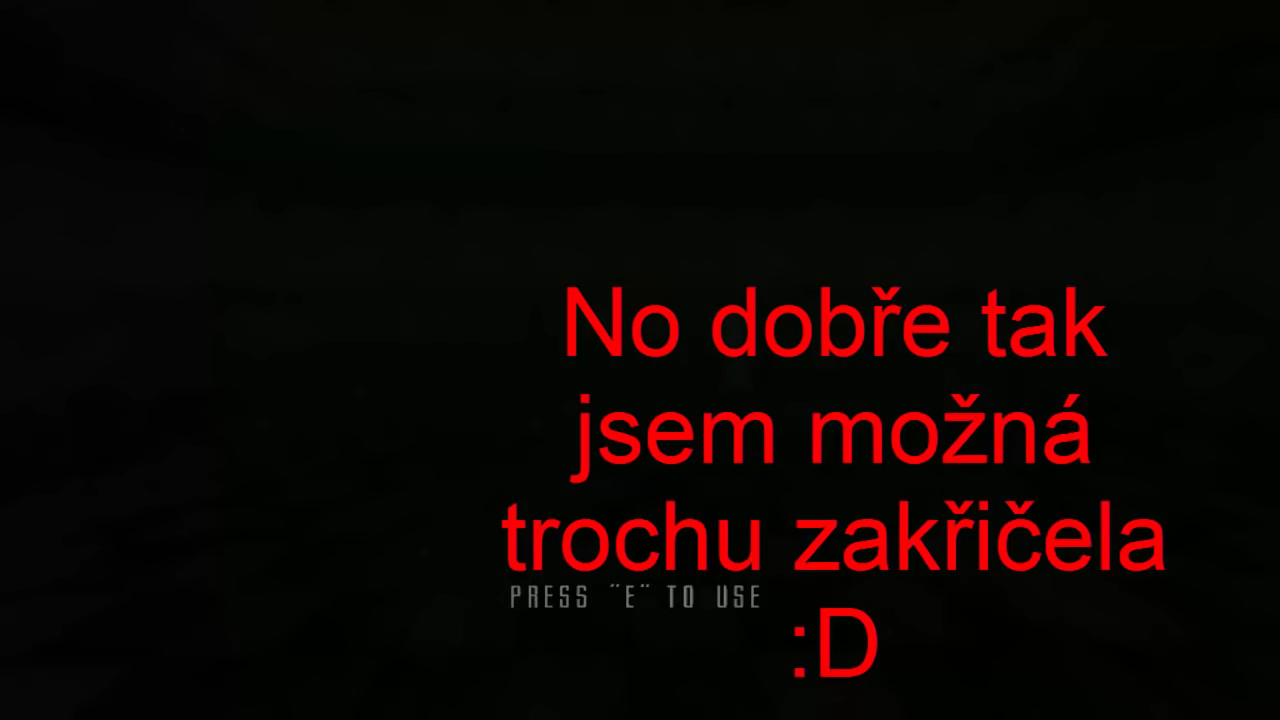 No dobře tak
jsem možná
trochu zakřičela
PRESS "E" TO USE
:D